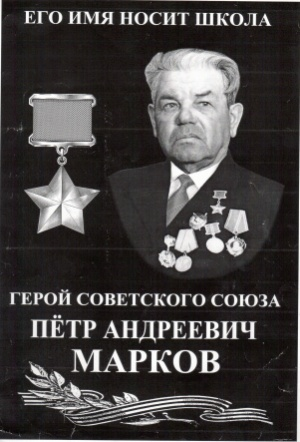 ЕГО ИМЯ НОСИТ ШКОЛА
ГЕРОЙ СОВЕТСКОГО СОЮЗА
ПЁТР АНДРЕЕВИЧ
МАРКОВ